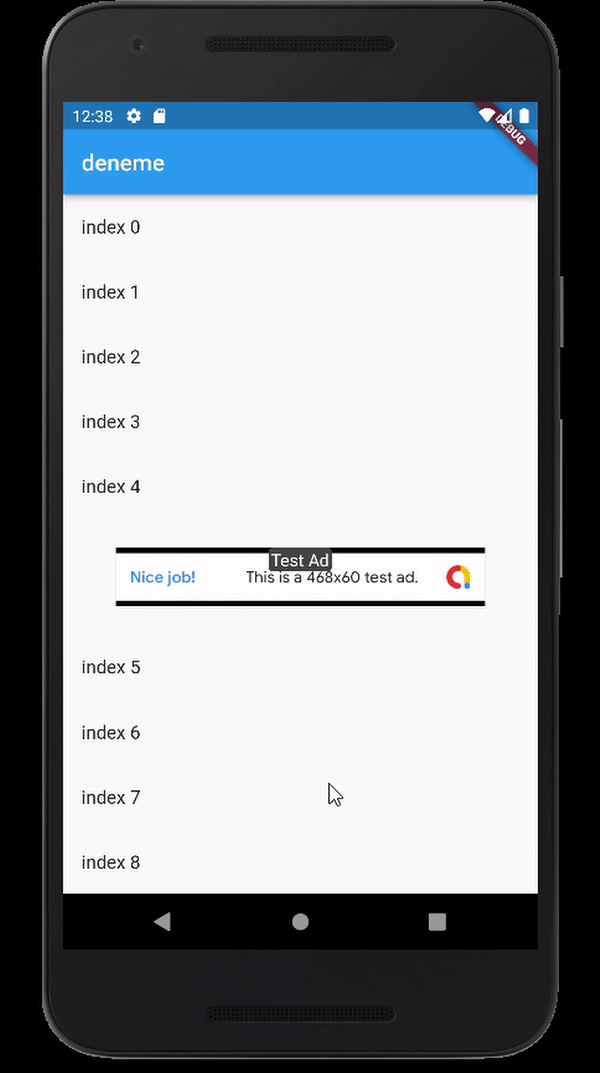 12:38
DEBUG
deneme
index 0
index 1
index 2
index 3
index 4
Test Ad
Nice job! This is a 468x60 test ad.
index 5
index 6
index 7
index 8